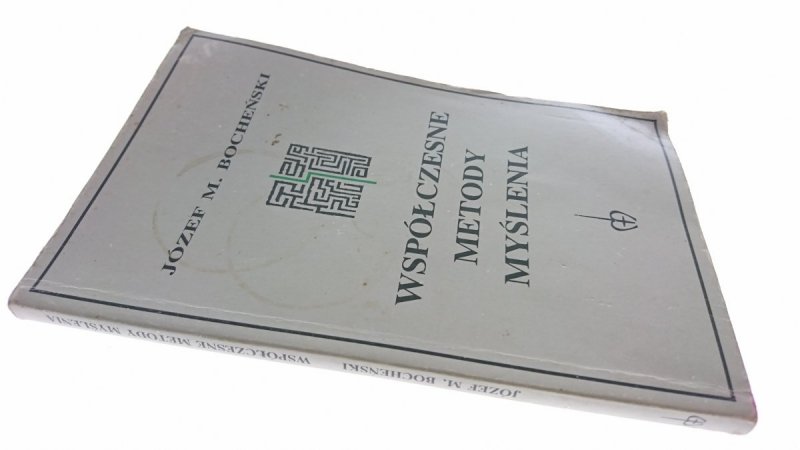 JÓZEF M. BOCHEŃSKI
WSPÓŁCZESNE
METODY
MYŚLENIA
JÓZEF M. BOCHEŃSKI WSPÓŁCZESNE METODY MYŚLENIA